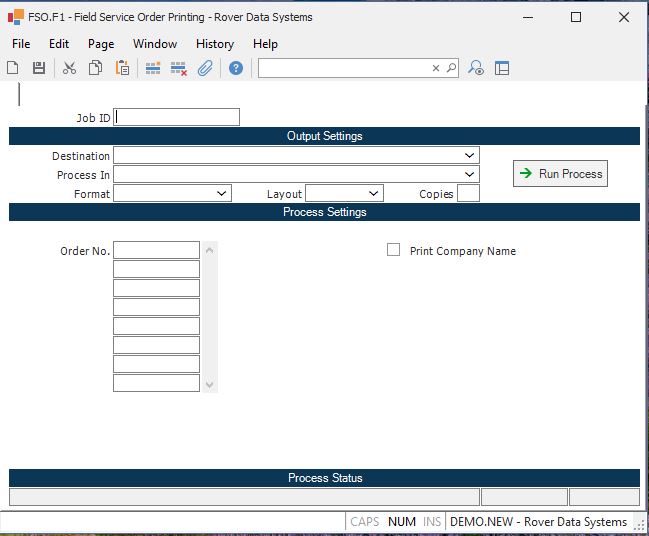 FSO.F1 - Field Service Order Printing - Rover Data Systems
File Edit Page Window History Help
Job ID
Output Settings
Destination
Process In
Run Process
Format Layout Copies
Process Settings
Order No. Print Company Name
Process Status
CAPS NUM INS DEMO.NEW - Rover Data Systems